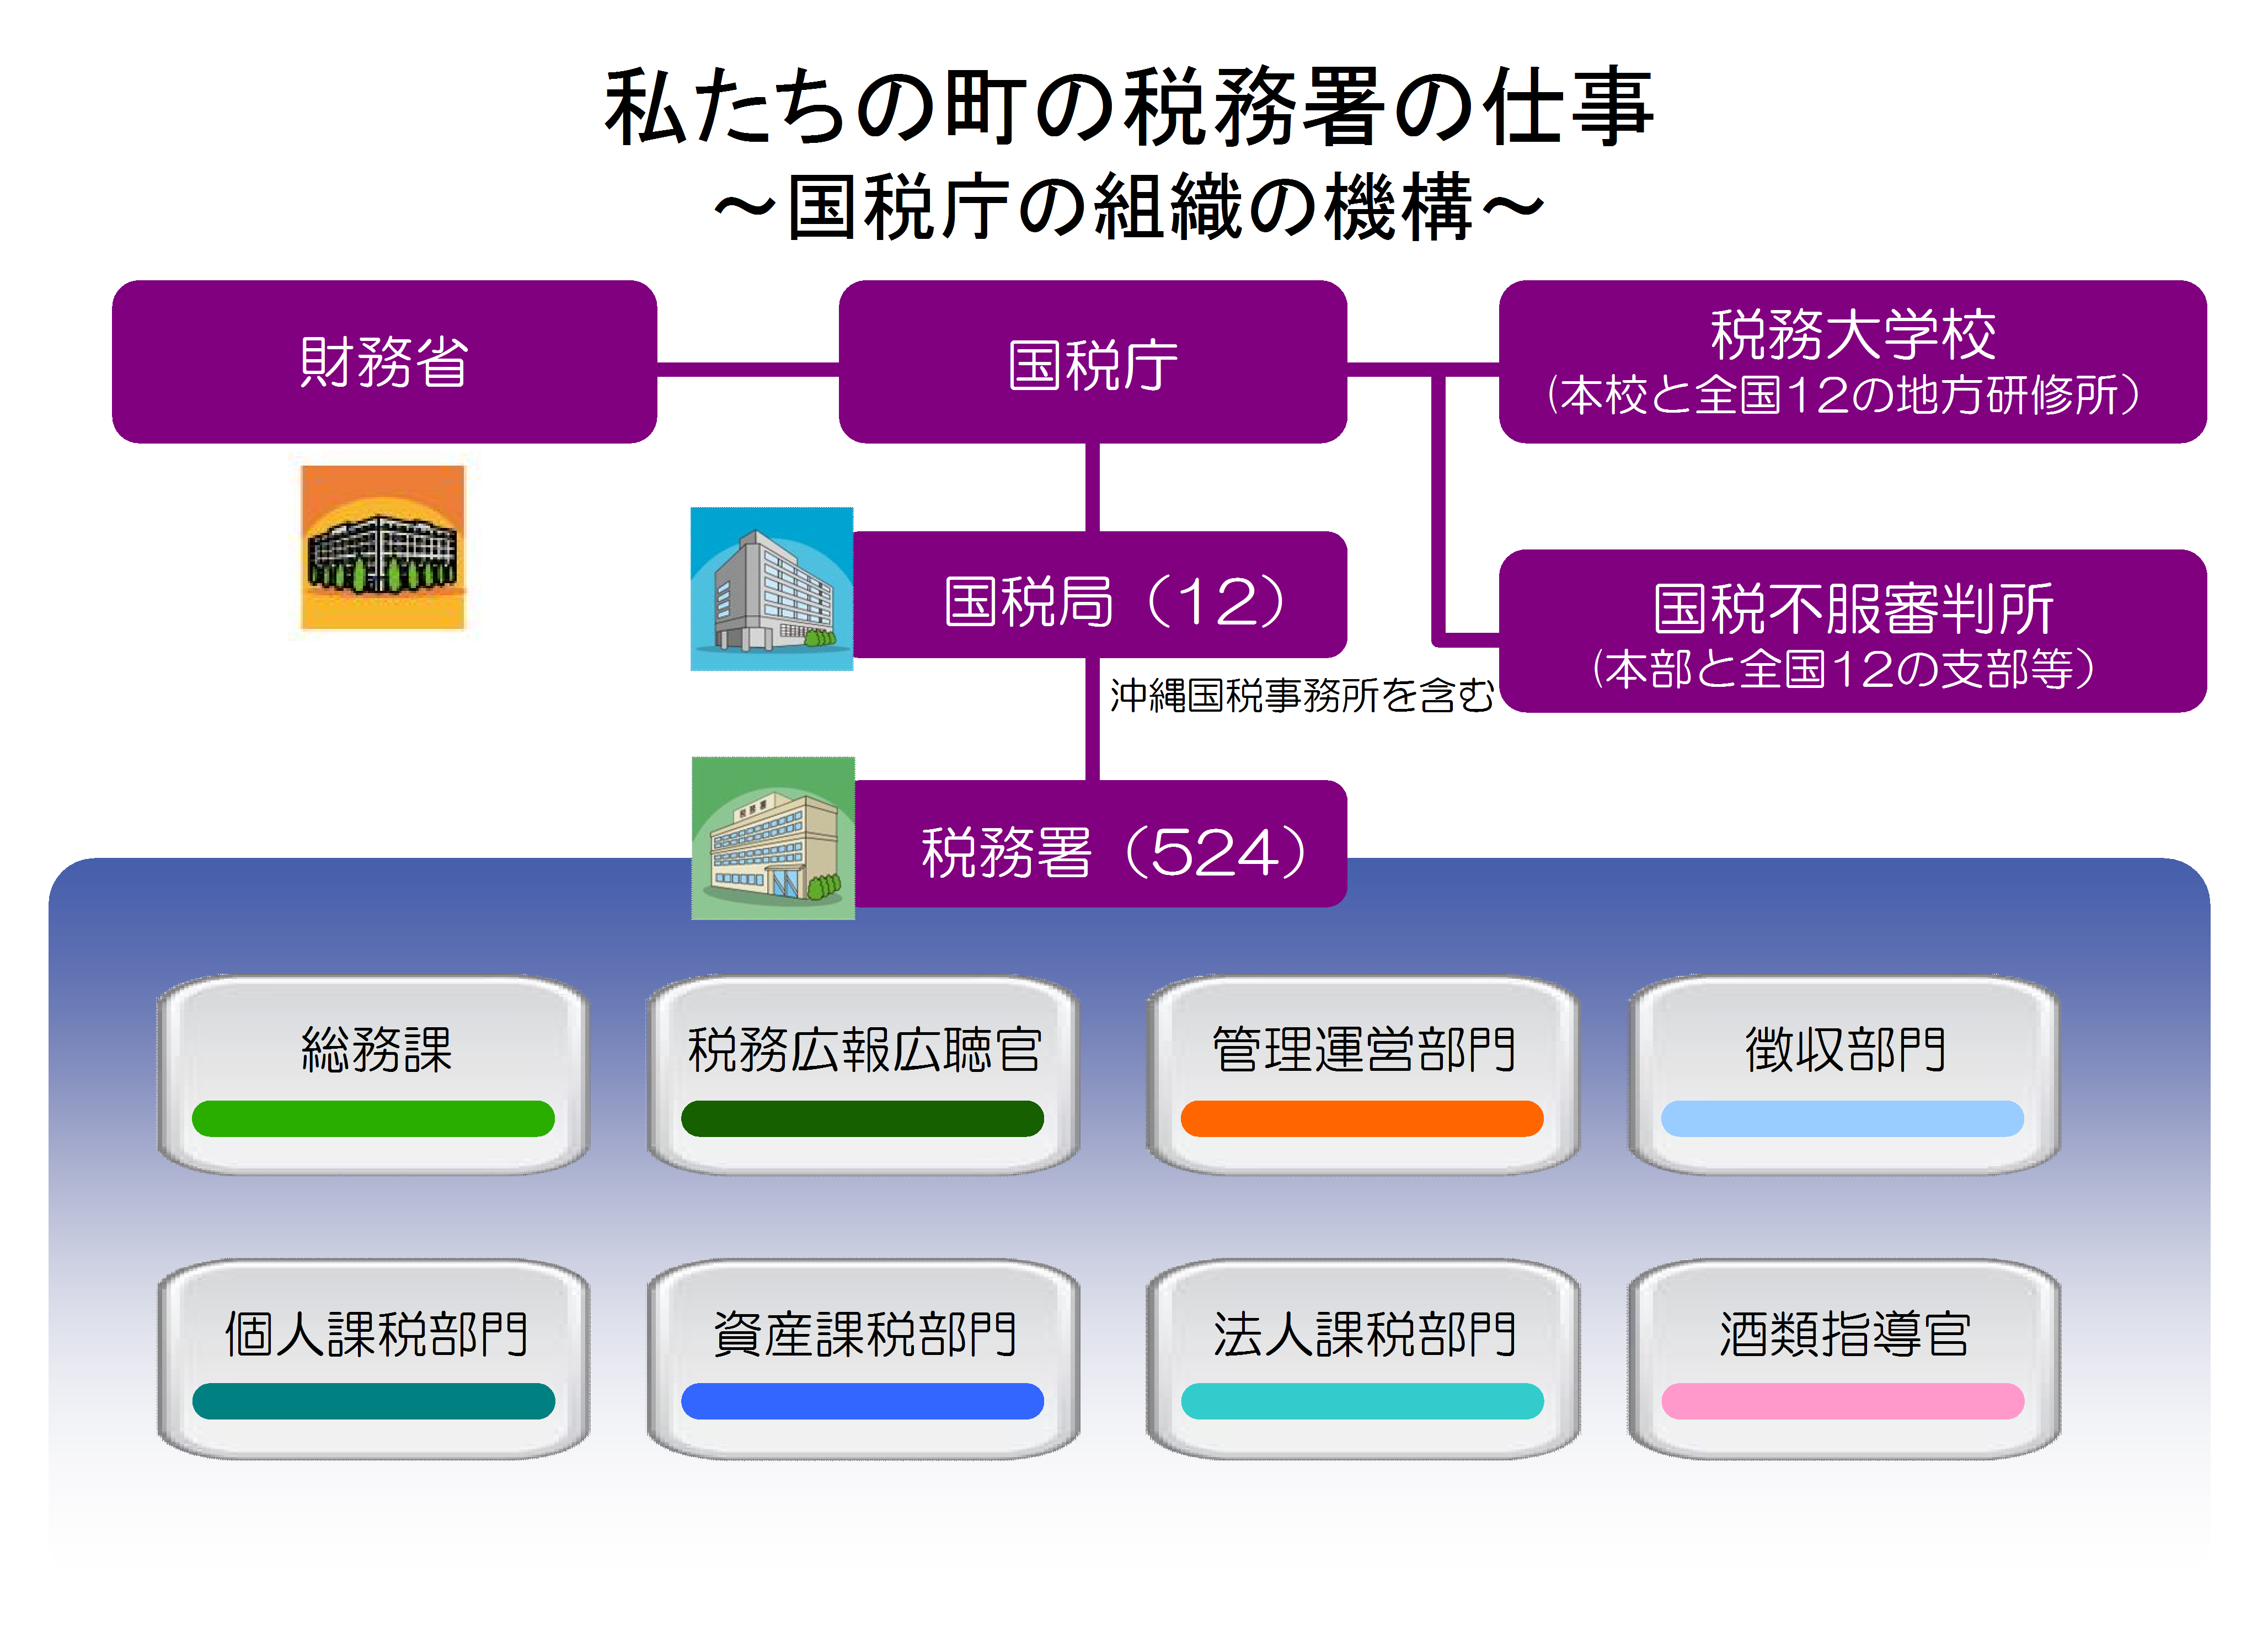 私たちの町の税務署の仕事
～国税庁の組織の機構～
財務省
国税庁
税務大学校
（本校と全国12の地方研修所）
国税局（12）
沖縄国税事務所を含む
国税不服審判所
（本部と全国12の支部等）
税務署
税務署（524）
総務課
税務広報広聴官
管理運営部門
徴収部門
個人課税部門
資産課税部門
法人課税部門
酒類指導官